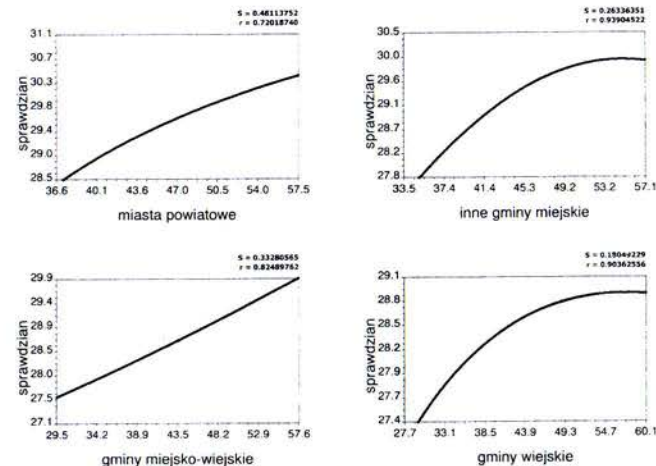 S = 0.48113752
r = 0.72018740
31.1
30.7
30.3
29.8
29.4
29.0
28.5
sprawdzian
36.6 40.1 43.6 47.0 50.5 54.0 57.5
miasta powiatowe
S = 0.26336351
r = 0.93904522
30.5
30.0
29.6
29.1
28.7
28.2
27.8
sprawdzian
33.5 37.4 41.4 45.3 49.2 53.2 57.1
inne gminy miejskie
S = 0.33280565
r = 0.82489762
29.9
29.4
28.9
28.5
28.0
27.5
27.1
sprawdzian
29.5 34.2 38.9 43.5 48.2 52.9 57.6
gminy miejsko-wiejskie
S = 0.19049229
r = 0.90362556
29.1
28.8
28.5
28.2
27.9
27.7
27.4
sprawdzian
27.7 33.1 38.5 43.9 49.3 54.7 60.1
gminy wiejskie